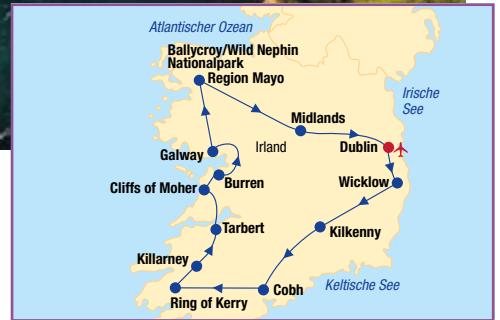 Atlantischer Ozean
Ballycroy/Wild Nephin
Nationalpark
Region Mayo
Irische
See
Midlands
Dublin
Galway
Irland
Burren
Wicklow
Cliffs of Moher
Tarbert
Kilkenny
Killarney
Keltische See
Cobh
Ring of Kerry